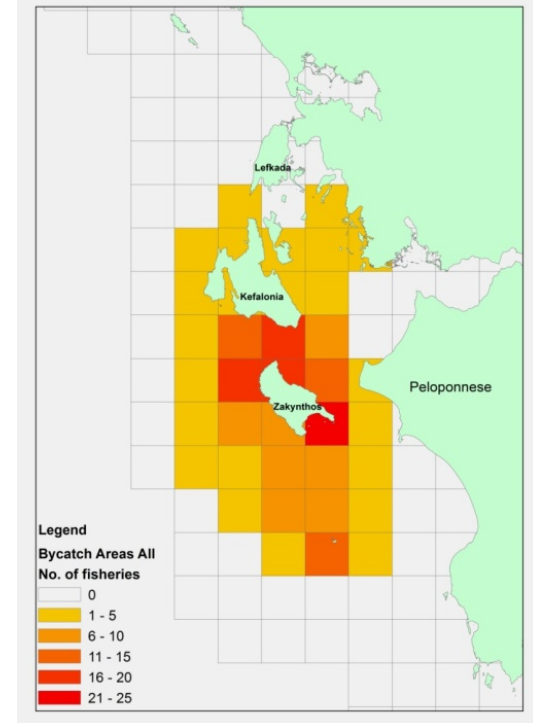 Lefkada
Kefalonia
Peloponnese
Zakynthos
Legend
Bycatch Areas All
No. of fisheries
0
1 - 5
6 - 10
11 - 15
16 - 20
21 - 25